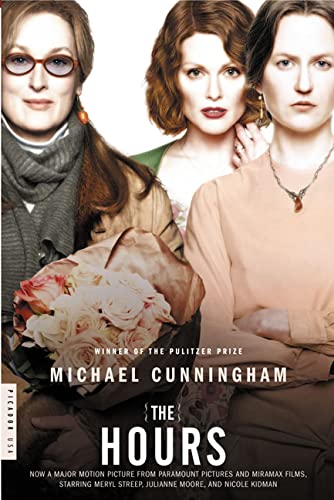 WINNER OF THE PULITZER PRIZE
MICHAEL CUNNINGHAM
{THE}
HOURS
NOW A MAJOR MOTION PICTURE FROM PARAMOUNT PICTURES AND MIRAMAX FILMS,
STARRING MERYL STREEP, JULIANNE MOORE, AND NICOLE KIDMAN
PICADOR USA